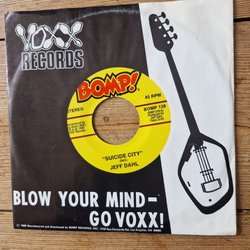 VOXX
RECORDS
BOMP!
STEREO
45 RPM
BOMP 138
"SUICIDE CITY"
JEFF DAHL
BLOW YOUR MIND-
GO VOXX!